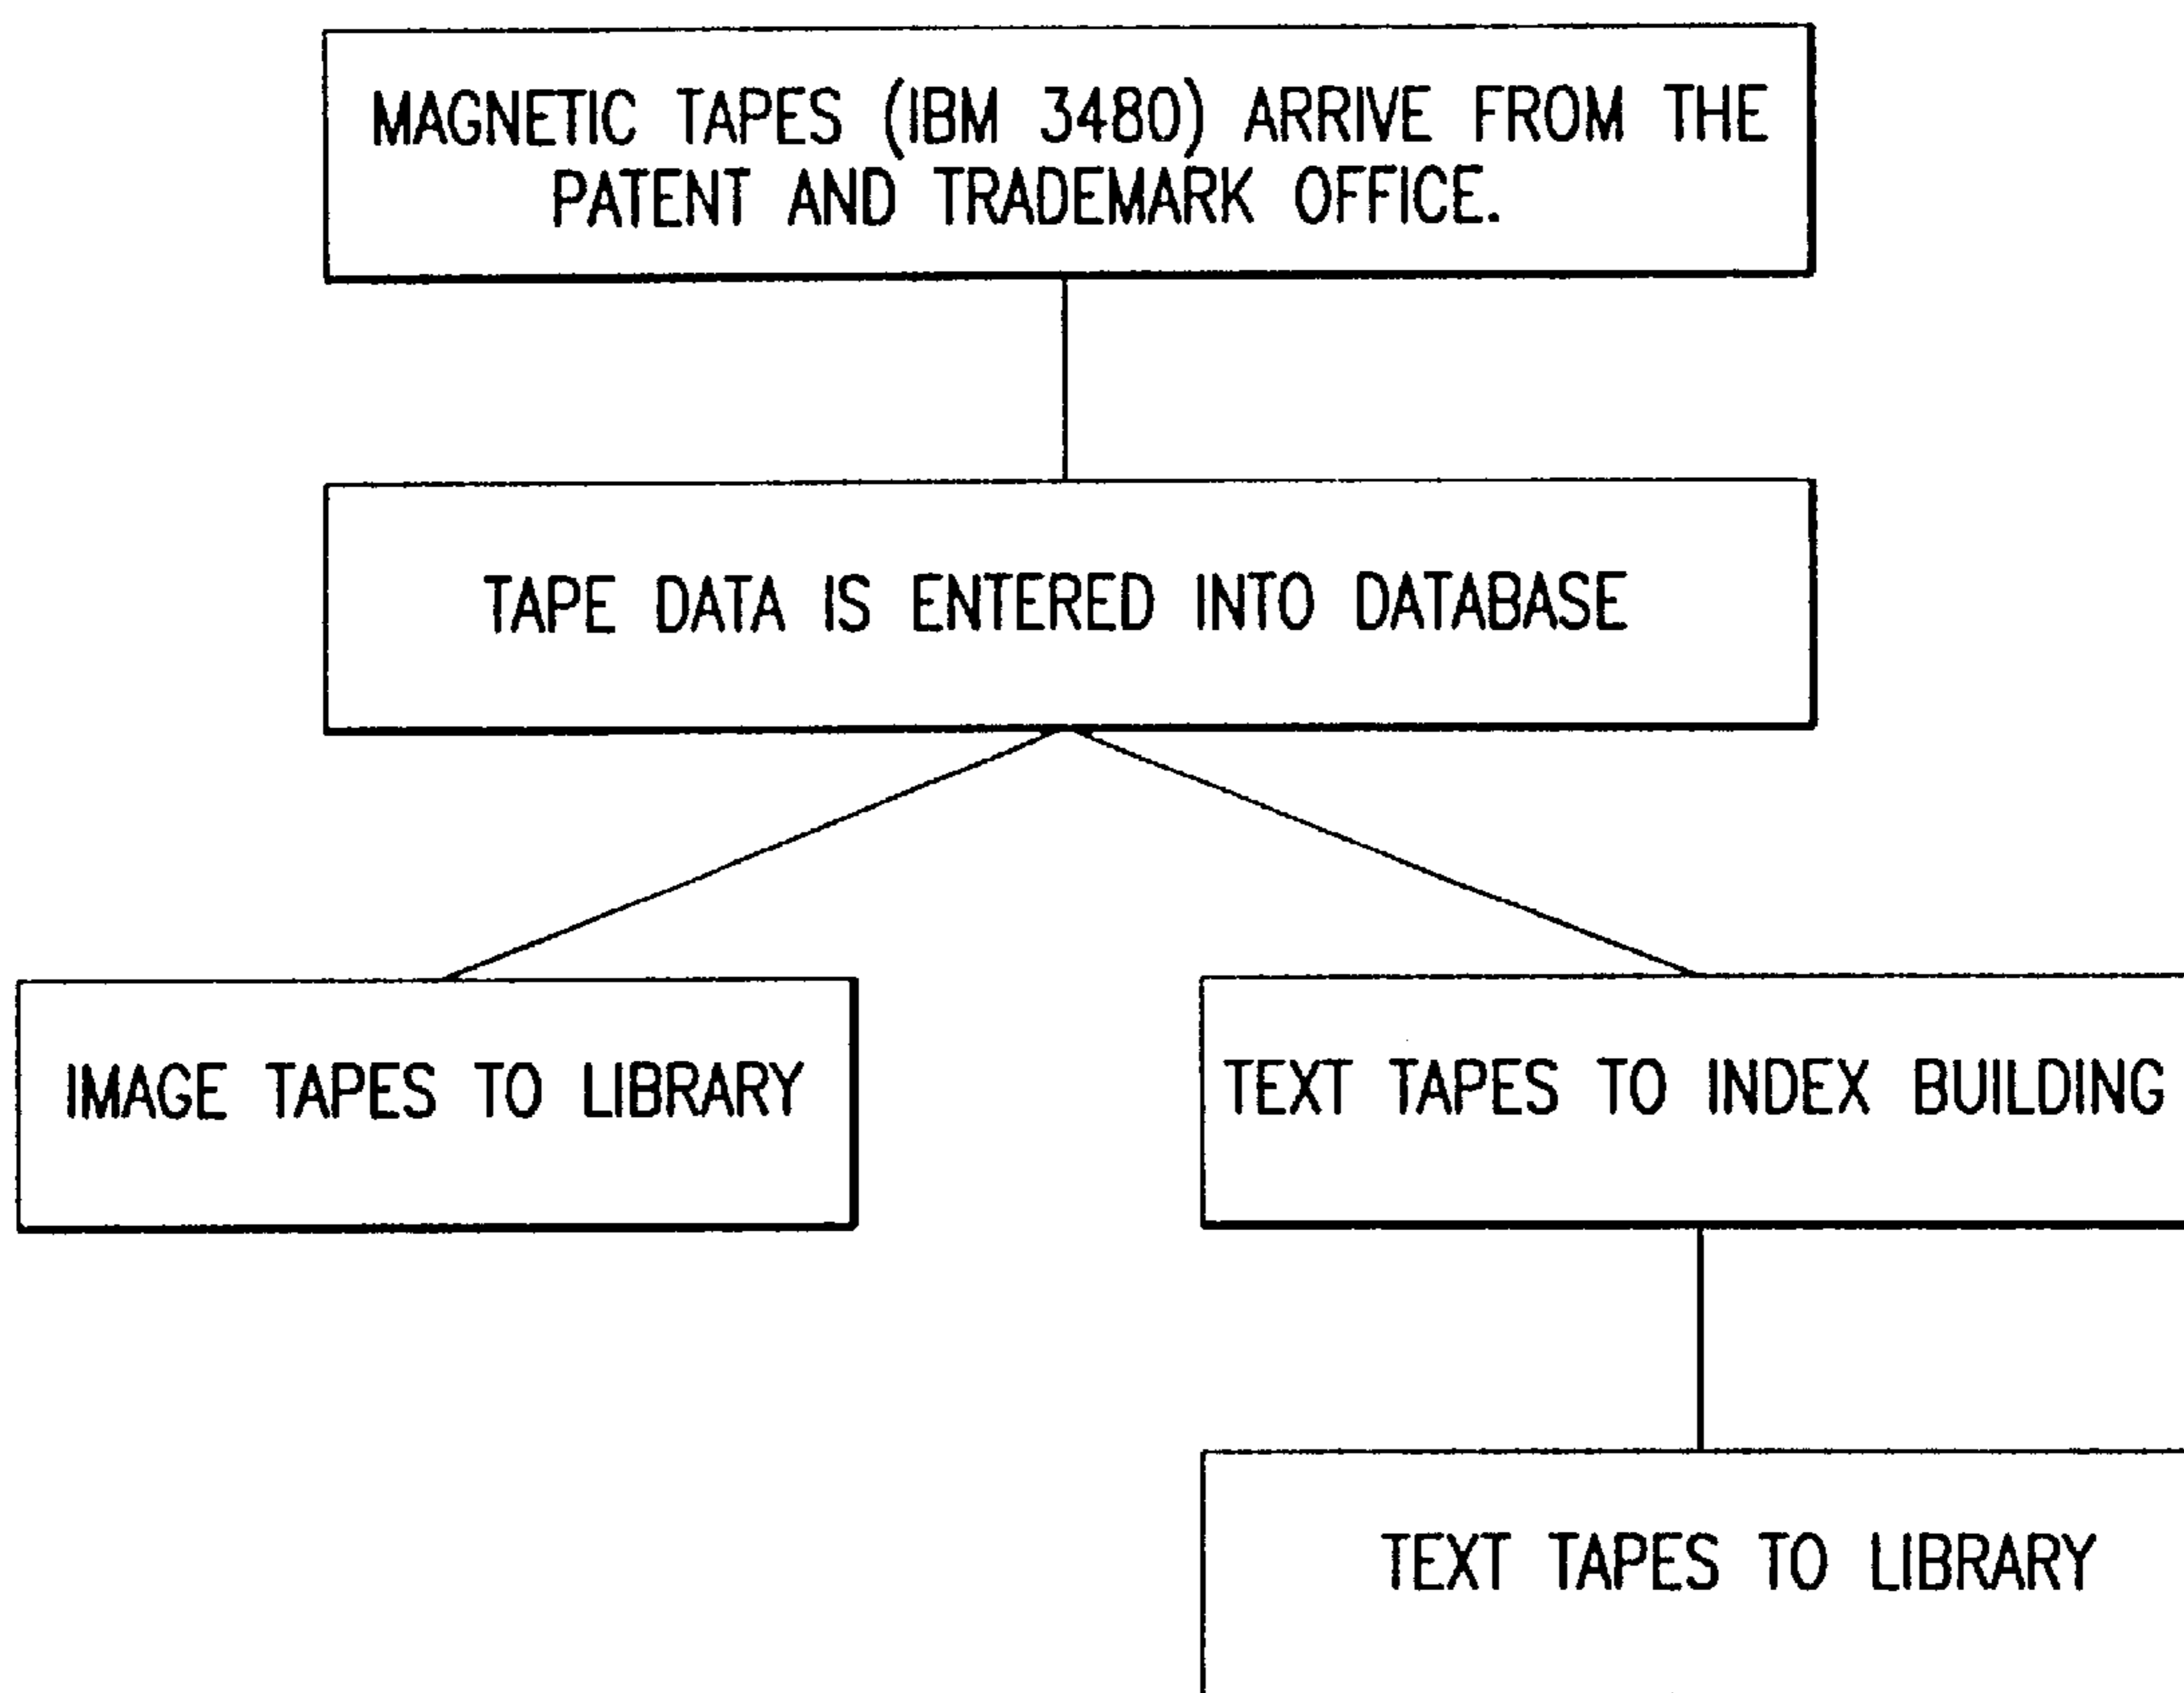 MAGNETIC TAPES (IBM 3480) ARRIVE FROM THE
PATENT AND TRADEMARK OFFICE.
TAPE DATA IS ENTERED INTO DATABASE
IMAGE TAPES TO LIBRARY
TEXT TAPES TO INDEX BUILDING
TEXT TAPES TO LIBRARY